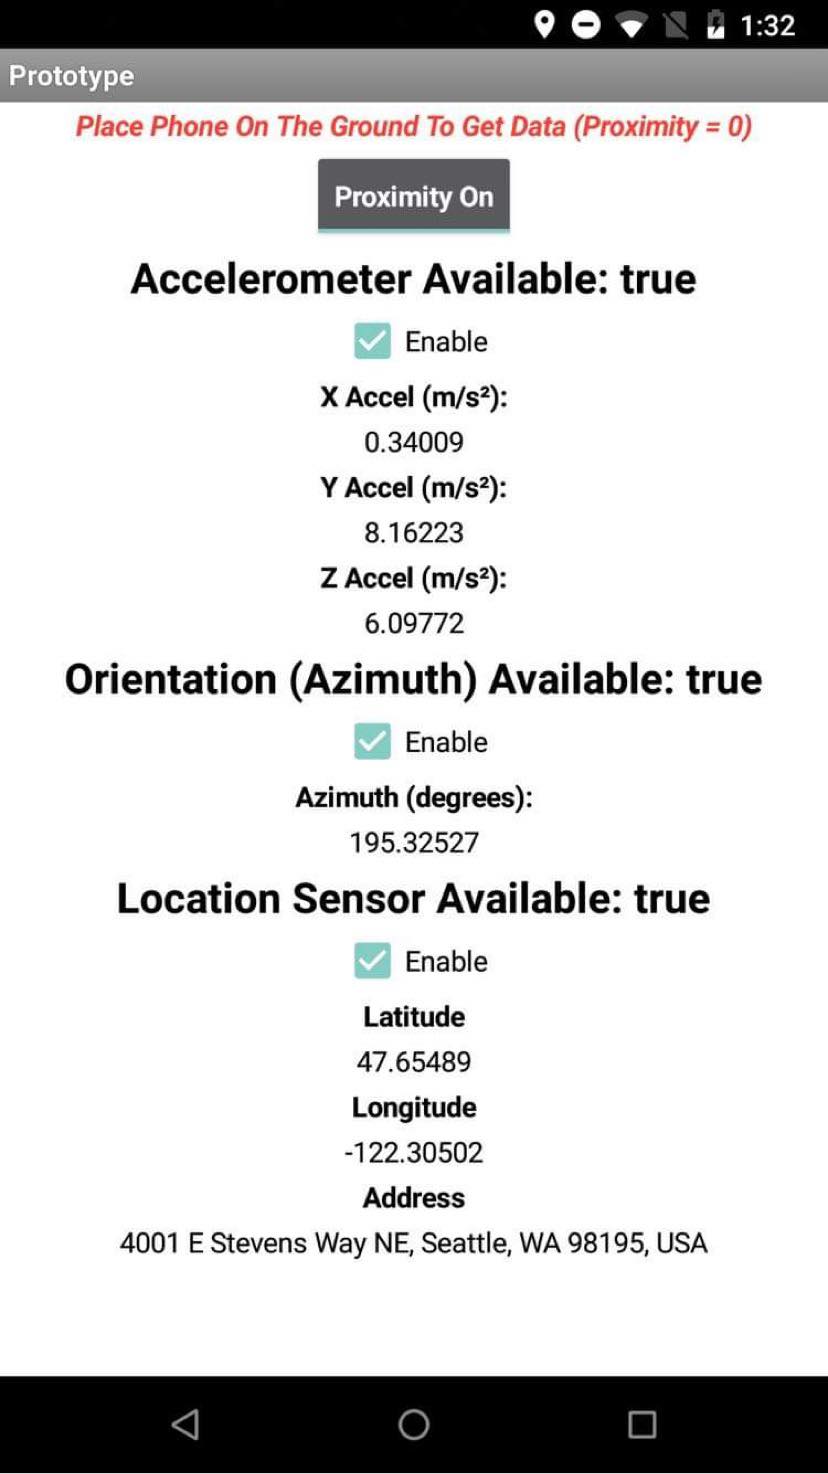 1:32
Prototype
Place Phone On The Ground To Get Data (Proximity = 0)
Proximity On
Accelerometer Available: true
Enable
X Accel (m/s²):
0.34009
Y Accel (m/s²):
8.16223
Z Accel (m/s²):
6.09772
Orientation (Azimuth) Available: true
Enable
Azimuth (degrees):
195.32527
Location Sensor Available: true
Enable
Latitude
47.65489
Longitude
-122.30502
Address
4001 E Stevens Way NE, Seattle, WA 98195, USA